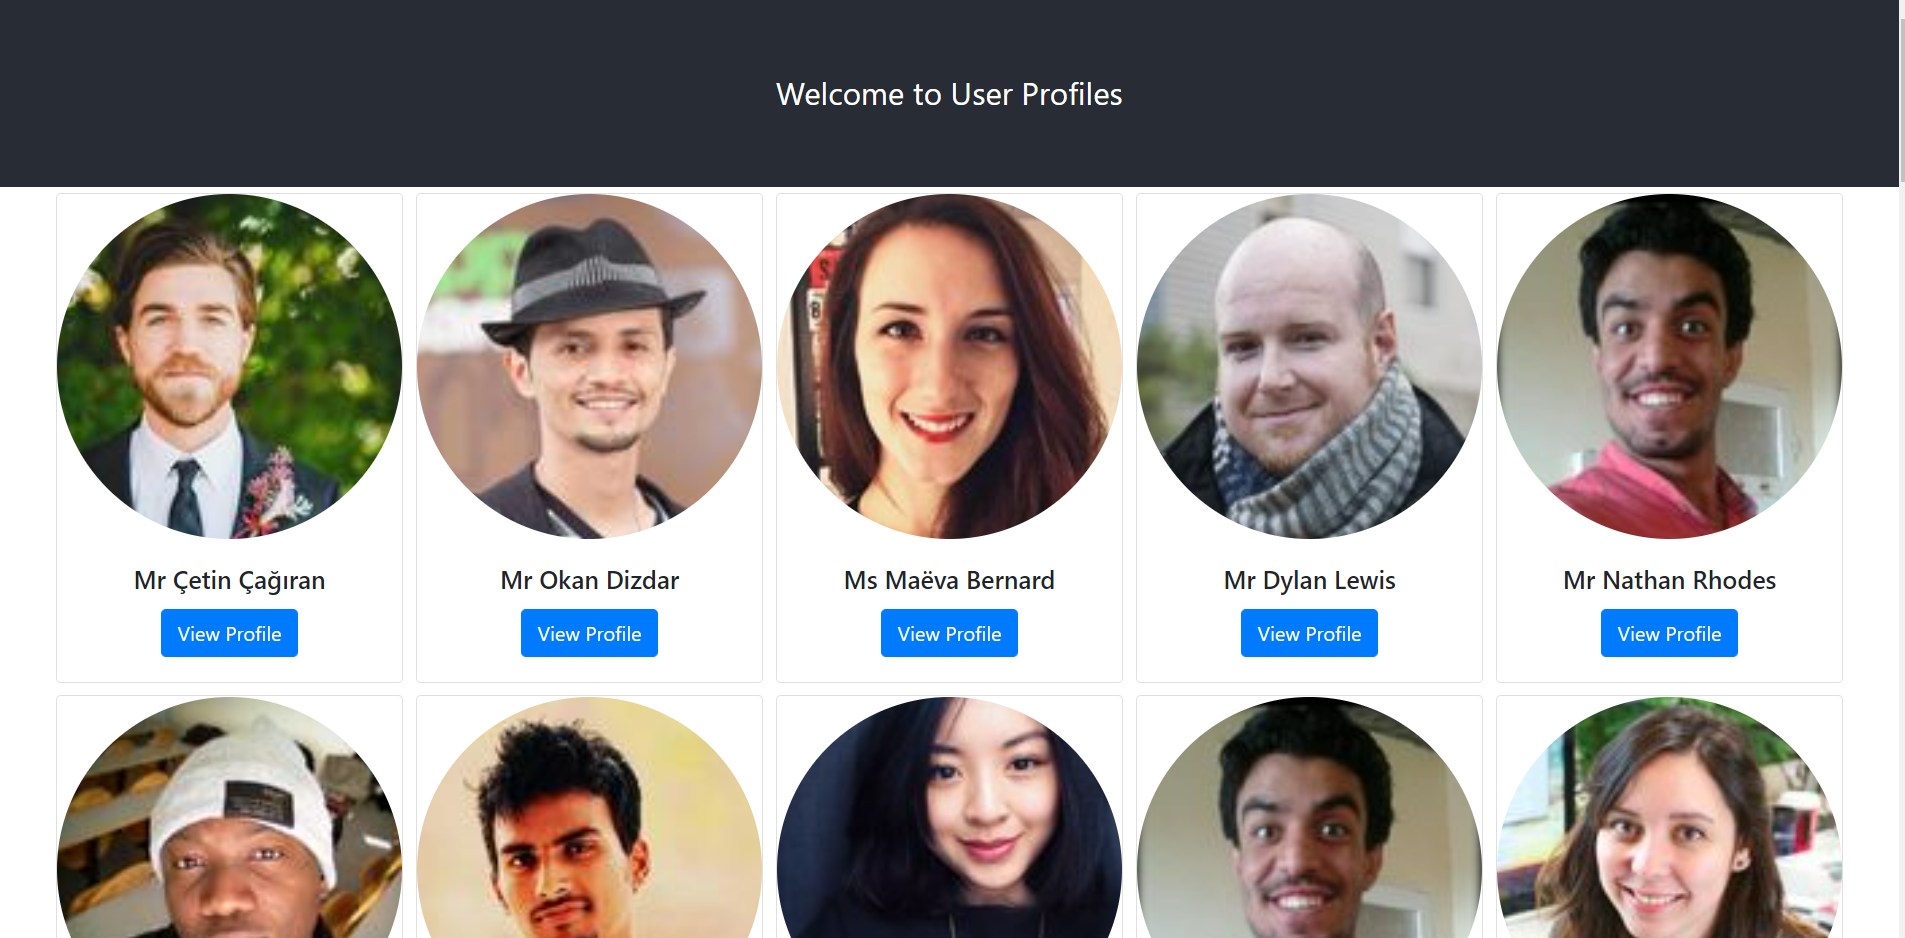 Welcome to User Profiles
Mr Çetin Çağıran
Mr Okan Dizdar
Ms Maëva Bernard
Mr Dylan Lewis
Mr Nathan Rhodes
View Profile
View Profile
View Profile
View Profile
View Profile